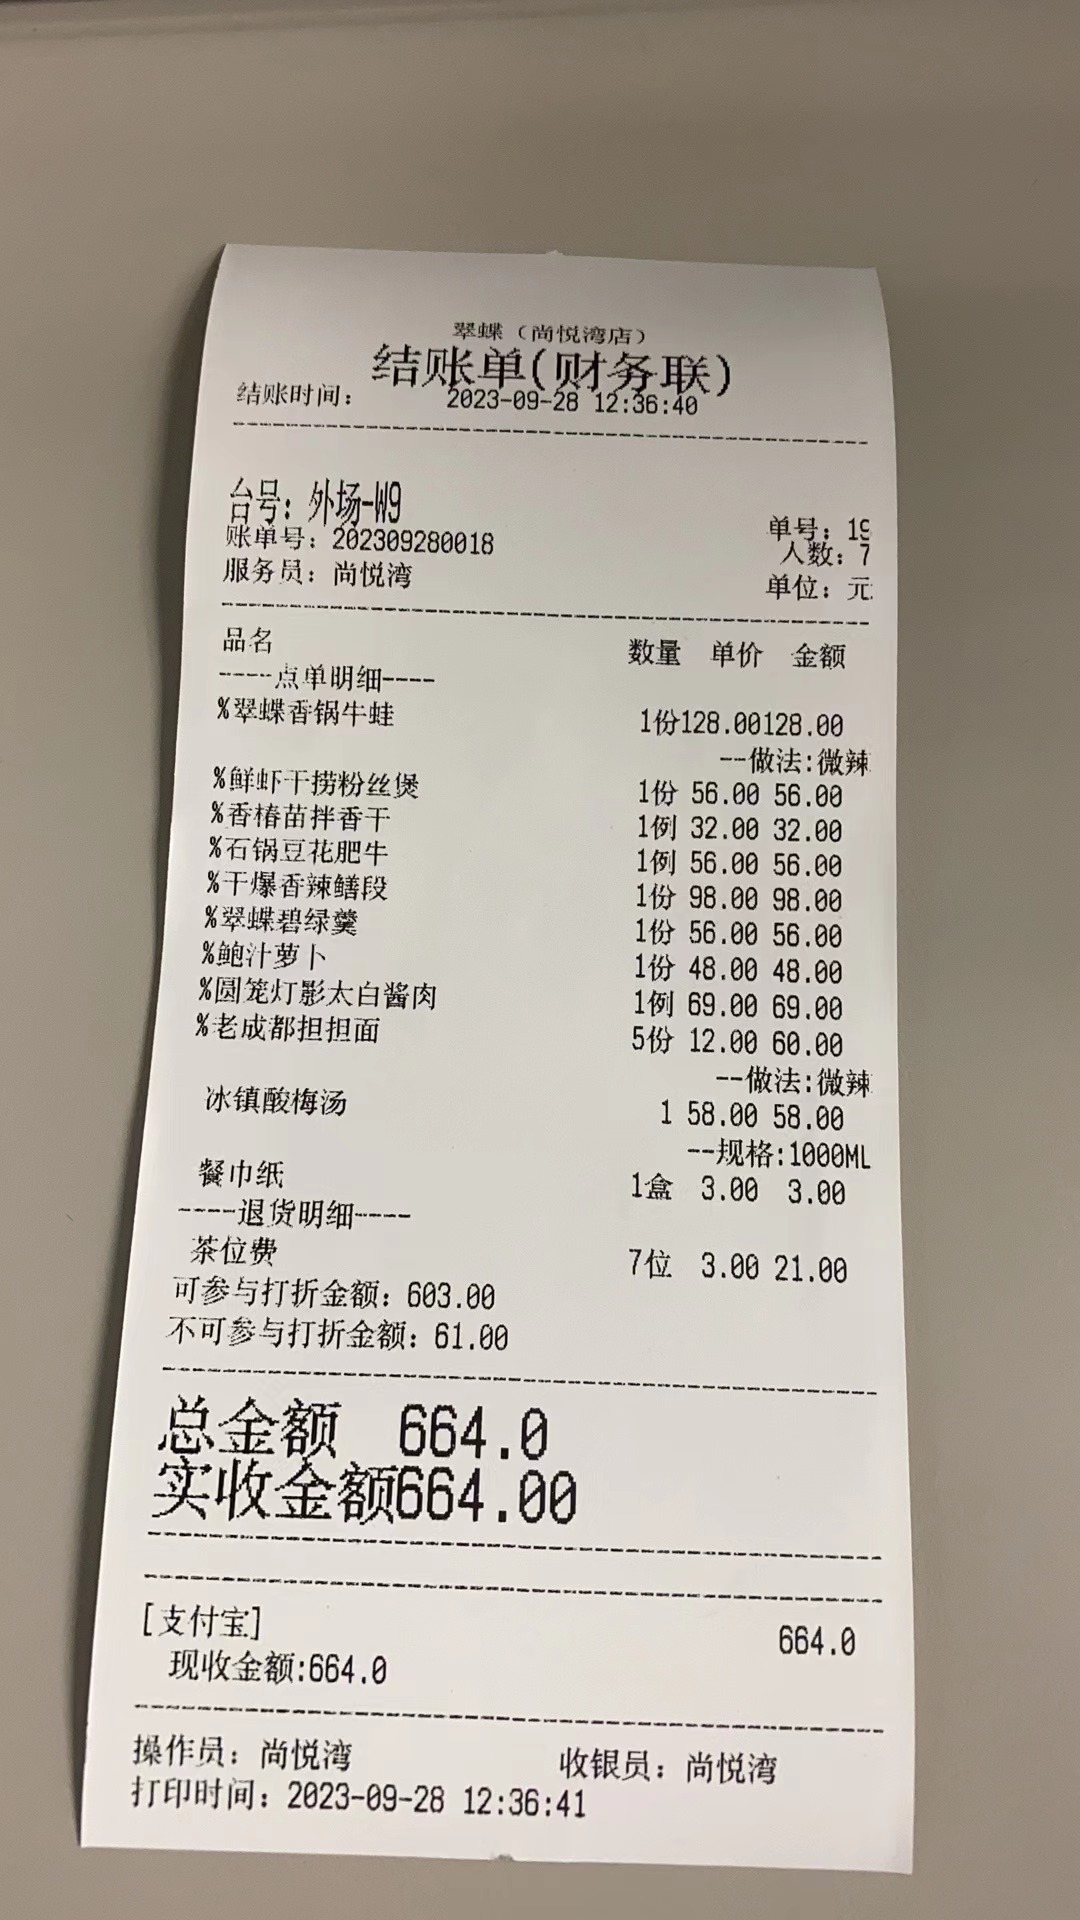 翠蝶（尚悦湾店）
结账单(财务联)
结账时间： 2023-09-28 12:36:40
台号：外场-W9
单号：19
账单号：202309280018
人数：7
服务员：尚悦湾
单位：元
品名 数量 单价 金额
----点单明细----
%翠蝶香锅牛蛙 1份128.00128.00
--做法:微辣
%鲜虾干捞粉丝煲 1份 56.00 56.00
%香椿苗拌香干 1例 32.00 32.00
%石锅豆花肥牛 1例 56.00 56.00
%干爆香辣鳝段 1份 98.00 98.00
%翠蝶碧绿羹 1份 56.00 56.00
%鲍汁萝卜 1份 48.00 48.00
%圆笼灯影太白酱肉 1例 69.00 69.00
%老成都担担面 5份 12.00 60.00
--做法:微辣
冰镇酸梅汤 1 58.00 58.00
--规格:1000ML
餐巾纸 1盒 3.00 3.00
----退货明细----
茶位费 7位 3.00 21.00
可参与打折金额：603.00
不可参与打折金额：61.00
总金额 664.0
实收金额664.00
[支付宝] 664.0
现收金额:664.0
操作员：尚悦湾 收银员：尚悦湾
打印时间：2023-09-28 12:36:41